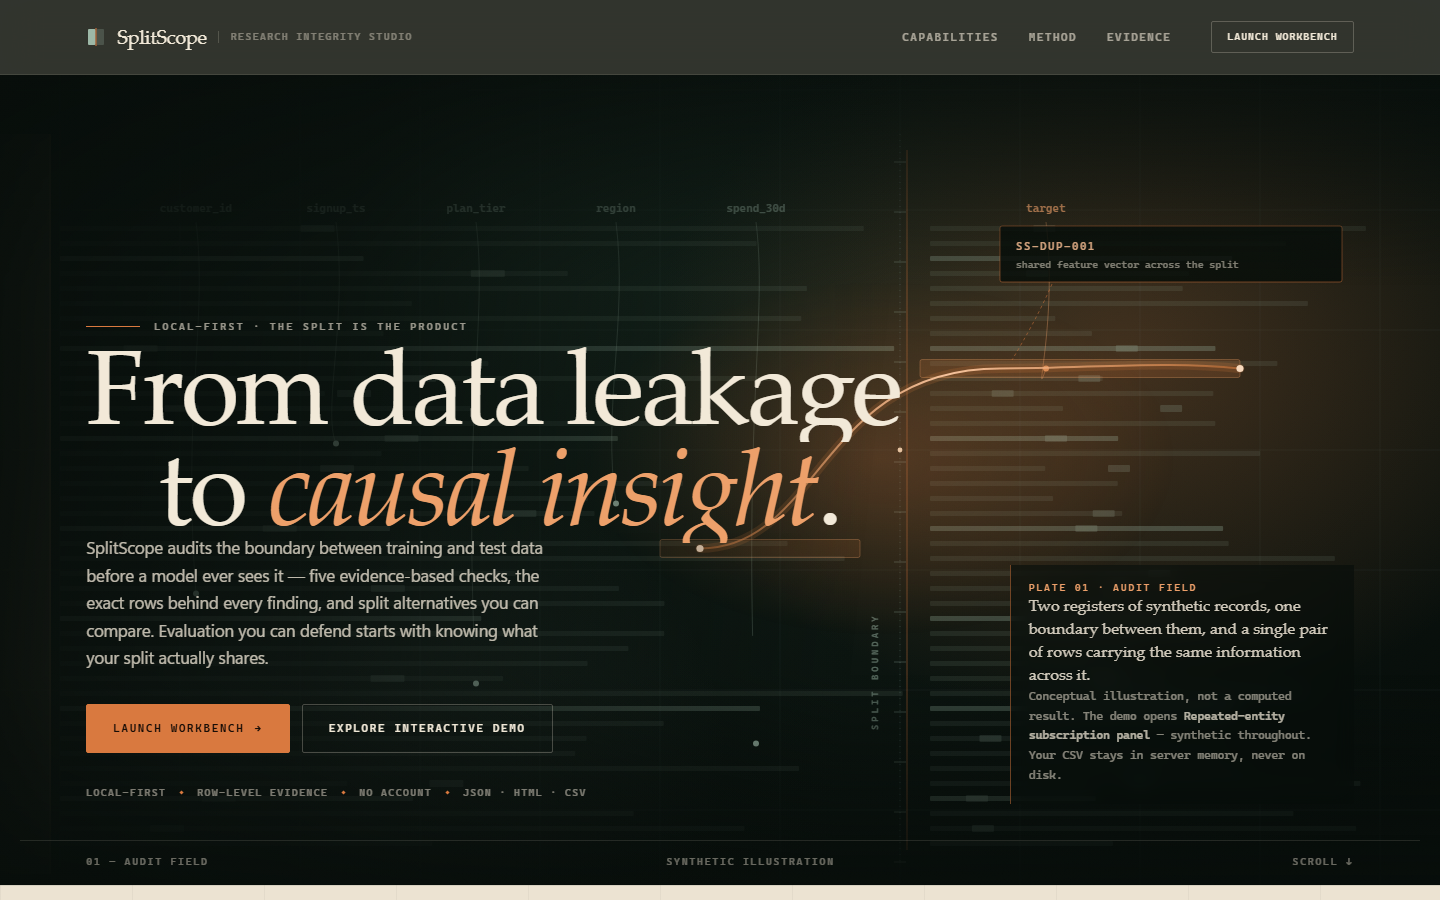 SplitScope
RESEARCH INTEGRITY STUDIO
CAPABILITIES
METHOD
EVIDENCE
LAUNCH WORKBENCH
customer_id
signup_ts
plan_tier
region
spend_30d
target
SS-DUP-001
shared feature vector across the split
LOCAL-FIRST · THE SPLIT IS THE PRODUCT
From data leakage
to causal insight.
SplitScope audits the boundary between training and test data
before a model ever sees it — five evidence-based checks, the
exact rows behind every finding, and split alternatives you can
compare. Evaluation you can defend starts with knowing what
your split actually shares.
LAUNCH WORKBENCH →
EXPLORE INTERACTIVE DEMO
LOCAL-FIRST ✦ ROW-LEVEL EVIDENCE ✦ NO ACCOUNT ✦ JSON · HTML · CSV
SPLIT BOUNDARY
PLATE 01 · AUDIT FIELD
Two registers of synthetic records, one
boundary between them, and a single pair
of rows carrying the same information
across it.
Conceptual illustration, not a computed
result. The demo opens Repeated-entity
subscription panel — synthetic throughout.
Your CSV stays in server memory, never on
disk.
01 — AUDIT FIELD
SYNTHETIC ILLUSTRATION
SCROLL ↓